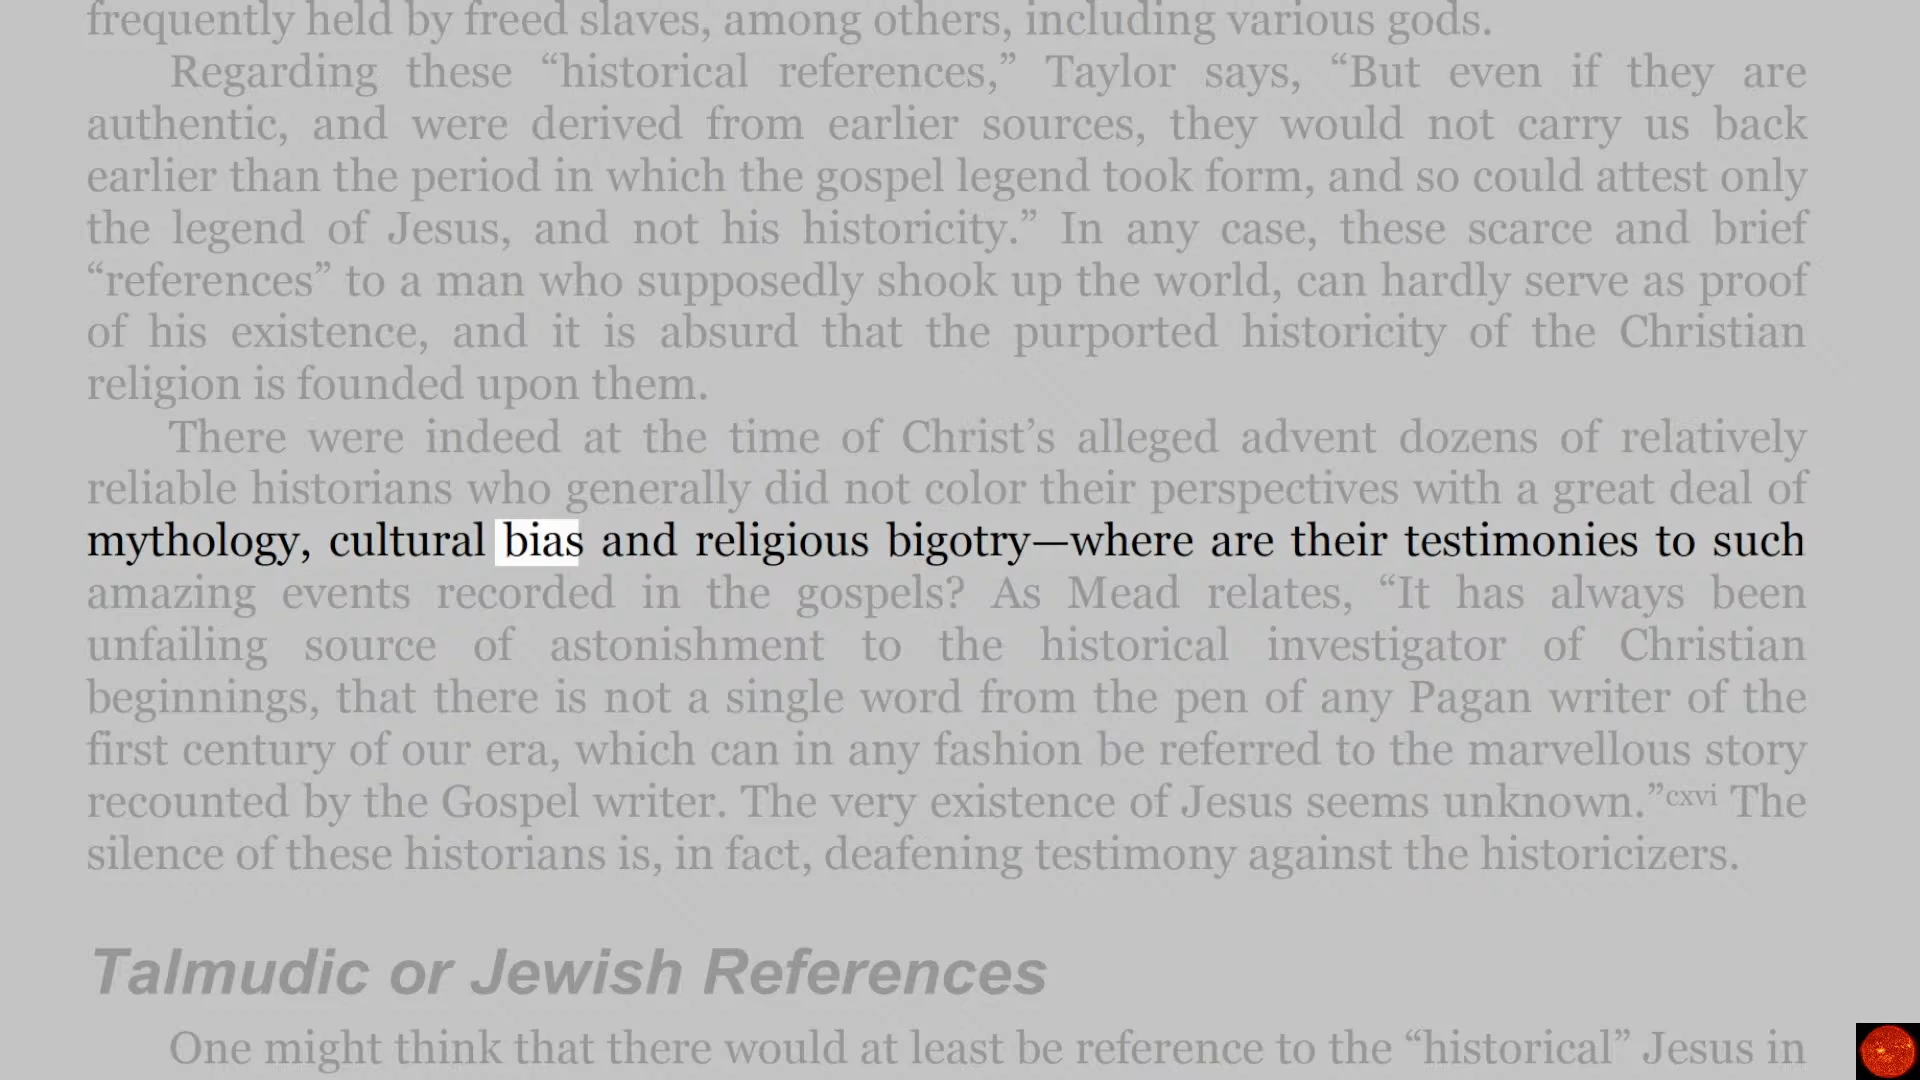 frequently held by freed slaves, among others, including various gods.
Regarding these “historical references,” Taylor says, “But even if they are
authentic, and were derived from earlier sources, they would not carry us back
earlier than the period in which the gospel legend took form, and so could attest only
the legend of Jesus, and not his historicity.” In any case, these scarce and brief
“references” to a man who supposedly shook up the world, can hardly serve as proof
of his existence, and it is absurd that the purported historicity of the Christian
religion is founded upon them.
There were indeed at the time of Christ’s alleged advent dozens of relatively
reliable historians who generally did not color their perspectives with a great deal of
mythology, cultural bias and religious bigotry—where are their testimonies to such
amazing events recorded in the gospels? As Mead relates, “It has always been
unfailing source of astonishment to the historical investigator of Christian
beginnings, that there is not a single word from the pen of any Pagan writer of the
first century of our era, which can in any fashion be referred to the marvellous story
recounted by the Gospel writer. The very existence of Jesus seems unknown.”cxvi The
silence of these historians is, in fact, deafening testimony against the historicizers.
Talmudic or Jewish References
One might think that there would at least be reference to the “historical” Jesus in